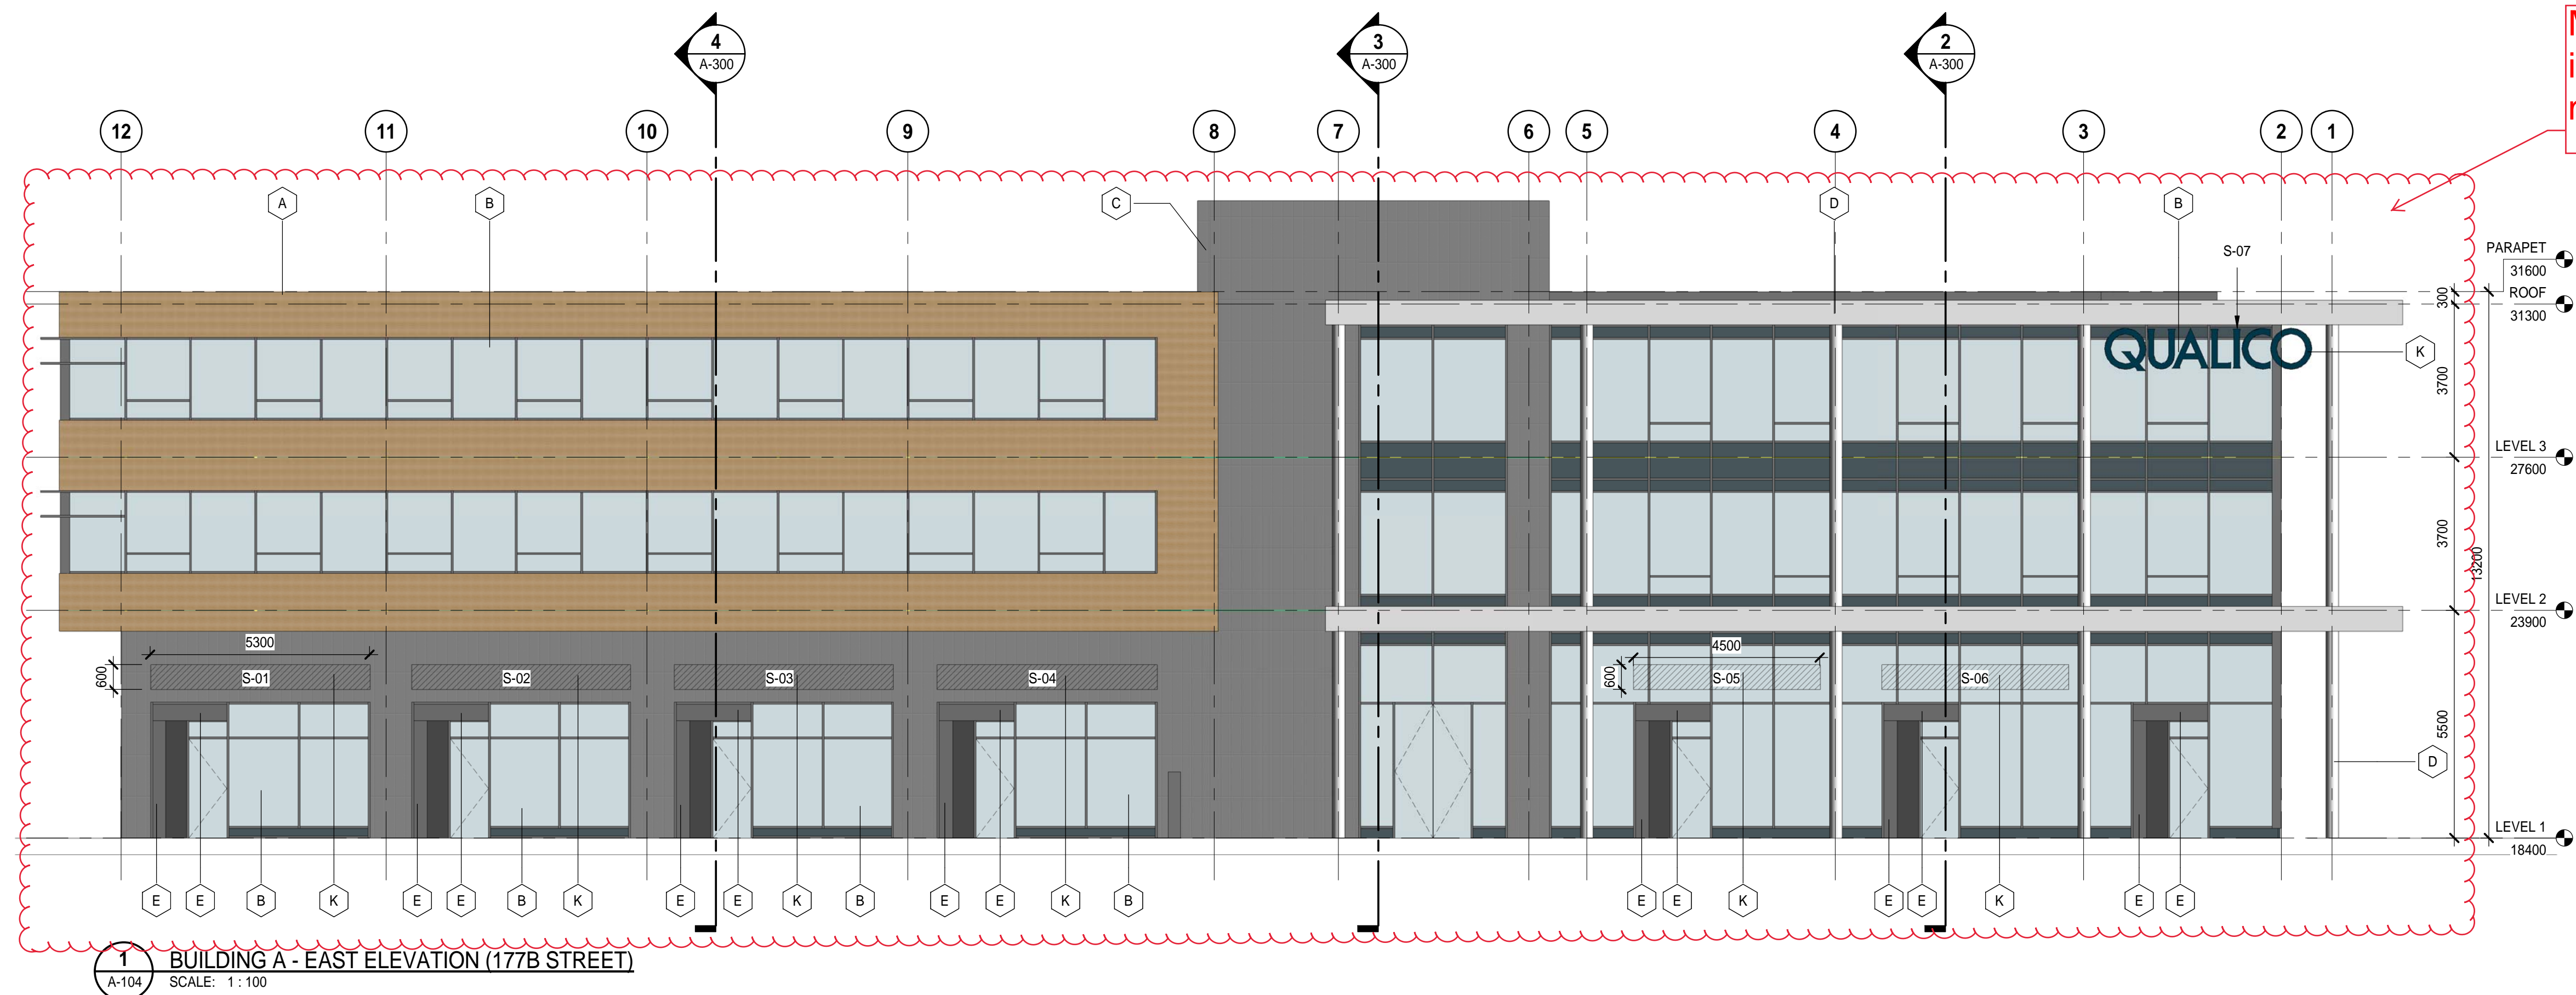 4
A-300
3
A-300
2
A-300
12
11
10
9
8
7
6
5
4
3
2
1
A
B
C
D
B
S-07
PARAPET
31600
300
ROOF
31300
QUALICO
K
3700
LEVEL 3
27600
3700
13200
LEVEL 2
23900
5300
600
S-01
S-02
S-03
S-04
4500
600
S-05
S-06
5500
D
LEVEL 1
18400
E
E
B
K
E
E
B
K
E
E
K
B
E
E
K
B
E
E
K
E
E
K
E
E
1
A-104
BUILDING A - EAST ELEVATION (177B STREET)
SCALE: 1 : 100